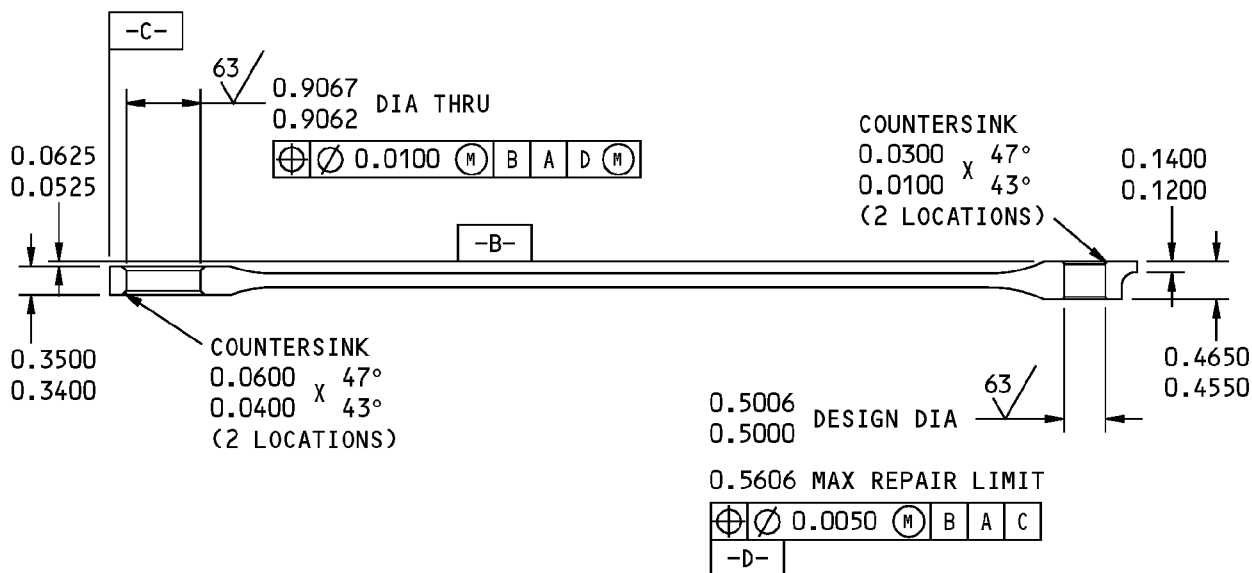 -C-
63
0.9067
0.9062 DIA THRU
⌖ ⌀ 0.0100 Ⓜ B A D Ⓜ
0.0625
0.0525
COUNTERSINK
0.0300 X 47°
0.0100 43°
(2 LOCATIONS)
0.1400
0.1200
-B-
0.3500
0.3400
COUNTERSINK
0.0600 X 47°
0.0400 43°
(2 LOCATIONS)
0.4650
0.4550
63
0.5006
0.5000 DESIGN DIA
0.5606 MAX REPAIR LIMIT
⌖ ⌀ 0.0050 Ⓜ B A C
-D-